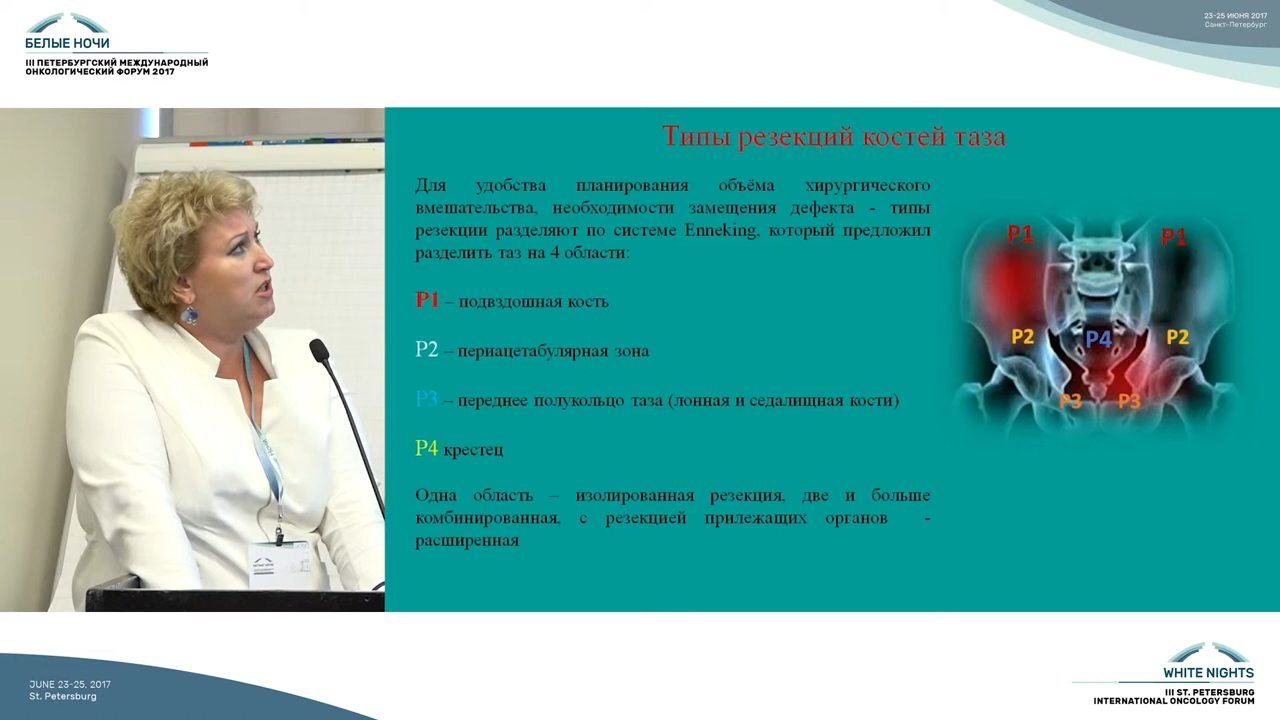 БЕЛЫЕ НОЧИ
III ПЕТЕРБУРГСКИЙ МЕЖДУНАРОДНЫЙ
ОНКОЛОГИЧЕСКИЙ ФОРУМ 2017
23-25 ИЮНЯ 2017
Санкт-Петербург
Типы резекций костей таза
Для удобства планирования объёма хирургического
вмешательства, необходимости замещения дефекта - типы
резекции разделяют по системе Enneking, который предложил
разделить таз на 4 области:
P1 – подвздошная кость
P2 – периацетабулярная зона
P3 – переднее полукольцо таза (лонная и седалищная кости)
P4 крестец
Одна область – изолированная резекция, две и больше
комбинированная, с резекцией прилежащих органов -
расширенная
P1 P1
P2 P4 P2
P3 P3
JUNE 23-25, 2017
St. Petersburg
WHITE NIGHTS
III ST. PETERSBURG
INTERNATIONAL ONCOLOGY FORUM